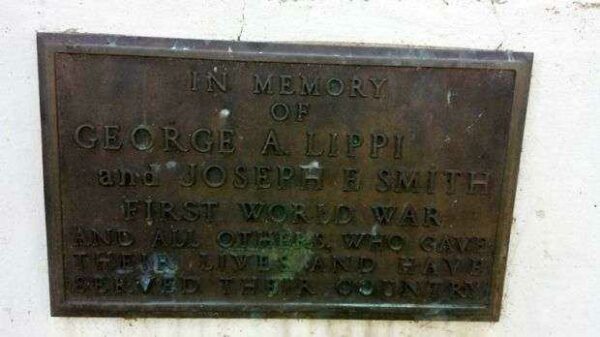 IN MEMORY
OF
GEORGE A. LIPPI
and JOSEPH E. SMITH
FIRST WORLD WAR
AND ALL OTHERS, WHO GAVE
THEIR LIVES AND HAVE
SERVED THEIR COUNTRY